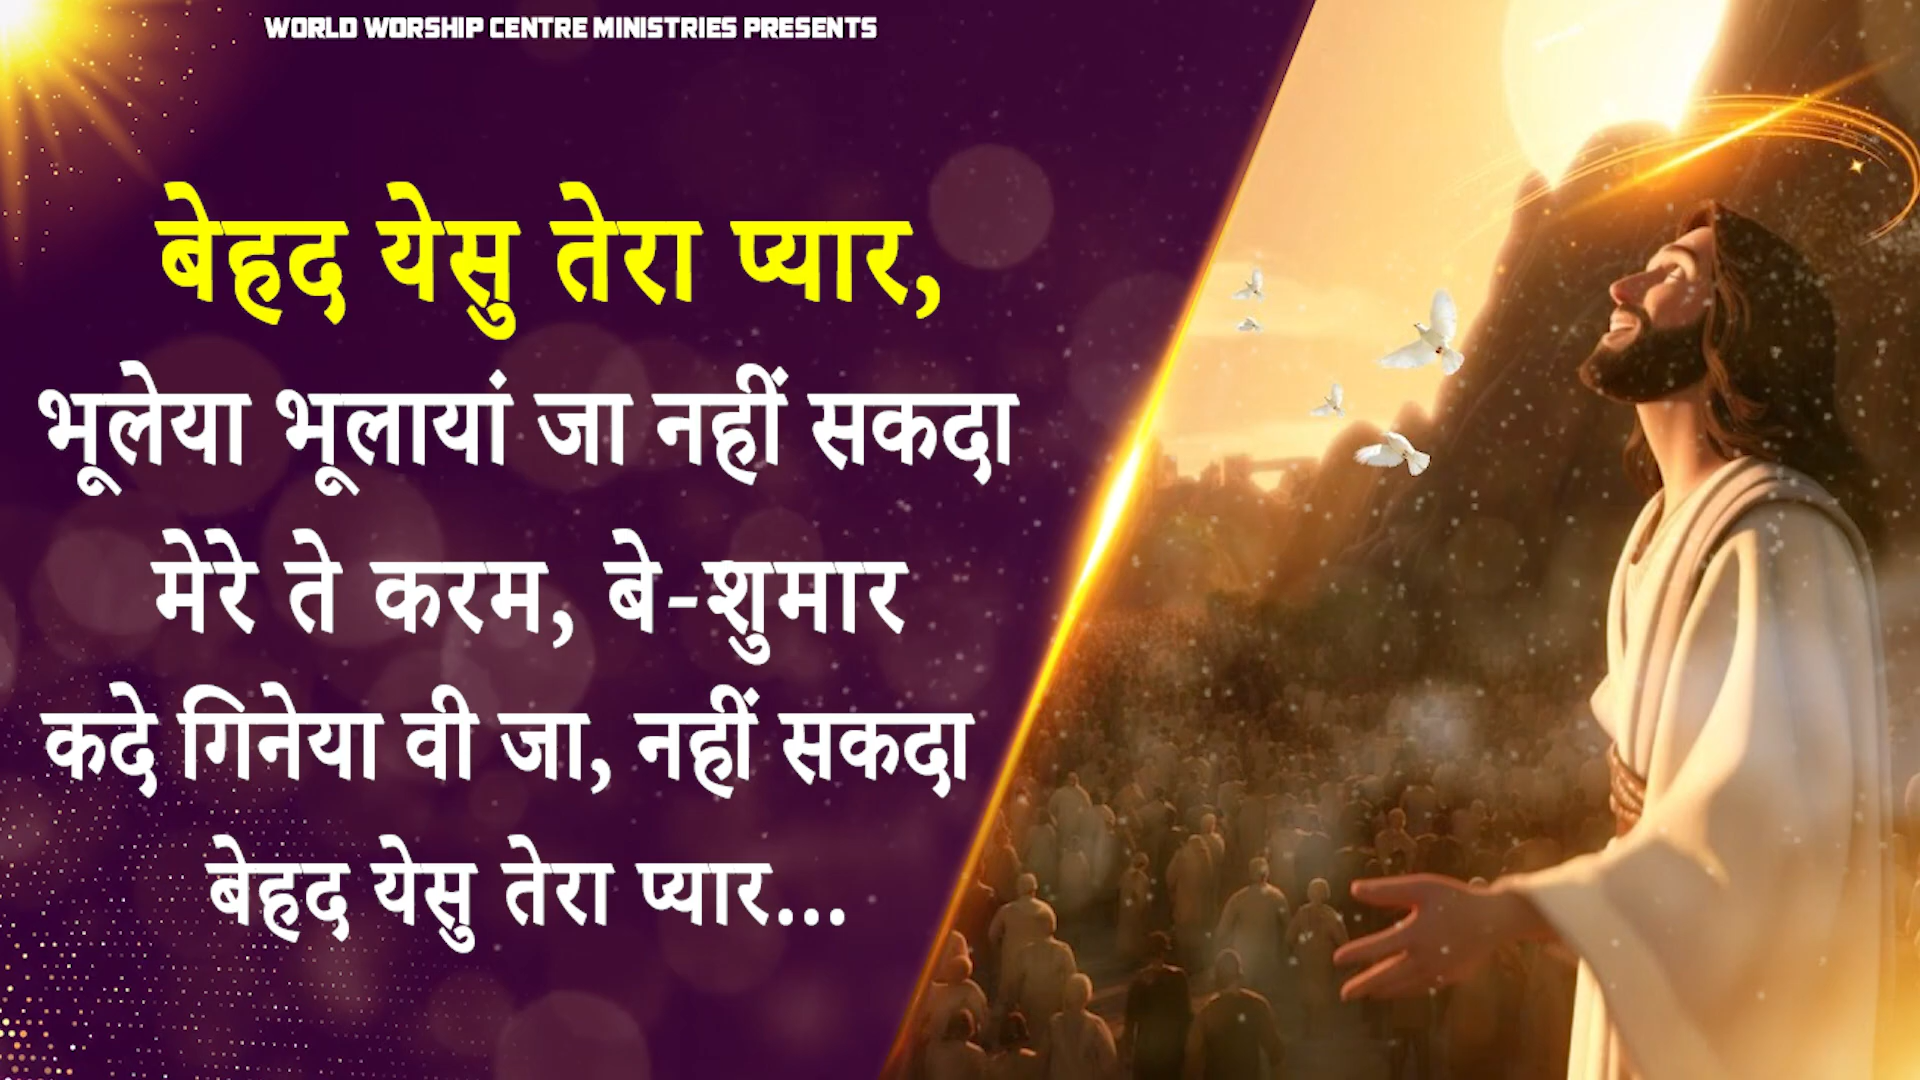 WORLD WORSHIP CENTRE MINISTRIES PRESENTS
बेहद येसु तेरा प्यार,
भूलेया भूलायां जा नहीं सकदा
मेरे ते करम, बे-शुमार
कदे गिनेया वी जा, नहीं सकदा
बेहद येसु तेरा प्यार...